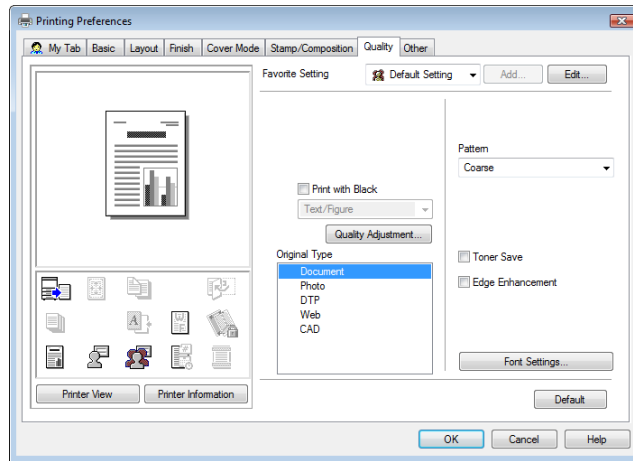 Printing Preferences
My Tab Basic Layout Finish Cover Mode Stamp/Composition Quality Other
Favorite Setting Default Setting Add... Edit...
Pattern
Coarse
Print with Black
Text/Figure
Quality Adjustment...
Original Type
Document
Photo
DTP
Web
CAD
Toner Save
Edge Enhancement
Font Settings...
Printer View Printer Information
Default
OK Cancel Help